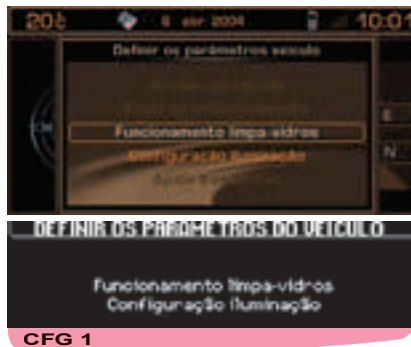 20°c 6 abr 2004 10:01
Definir os parâmetros veículo
Funcionamento limpa-vidros
Configuração iluminação
N
DEFINIR OS PARAMETROS DO VEICULO
Funcionamento limpa-vidros
Configuração iluminação
CFG 1